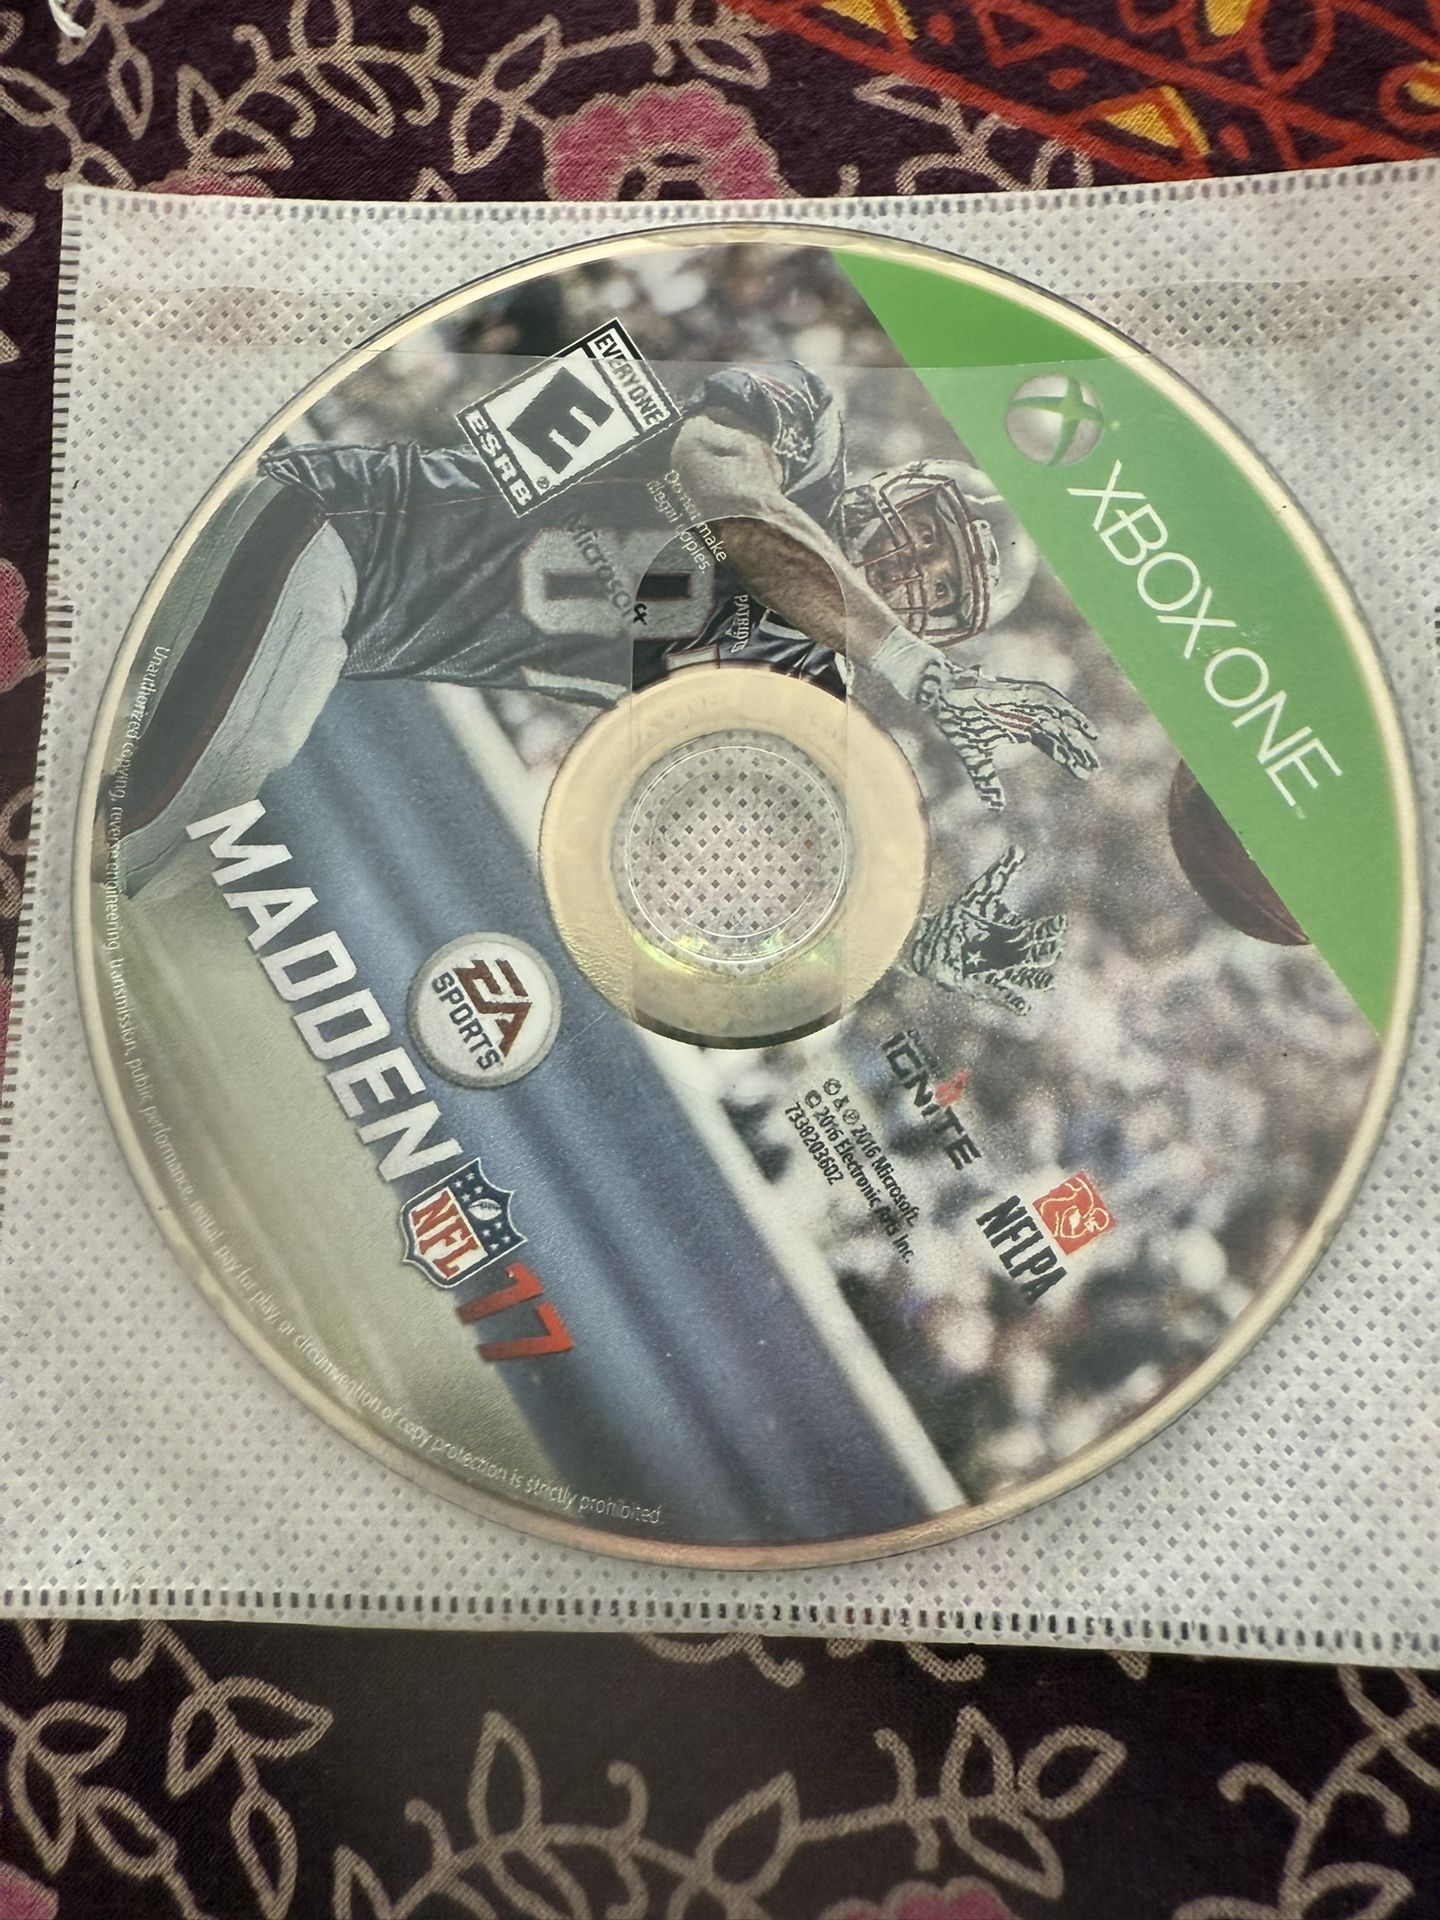 EVERYONE
E
ESRB
Do not make
illegal copies.
Microsoft
PATRIOTS
XBOX ONE
MADDEN
NFL
17
EA
SPORTS
IGNITE
© & ℗ 2016 Microsoft.
© 2016 Electronic Arts Inc.
7338203602
NFLPA
Unauthorized copying, reverse engineering, transmission, public performance, rental, pay for play, or circumvention of copy protection is strictly prohibited.